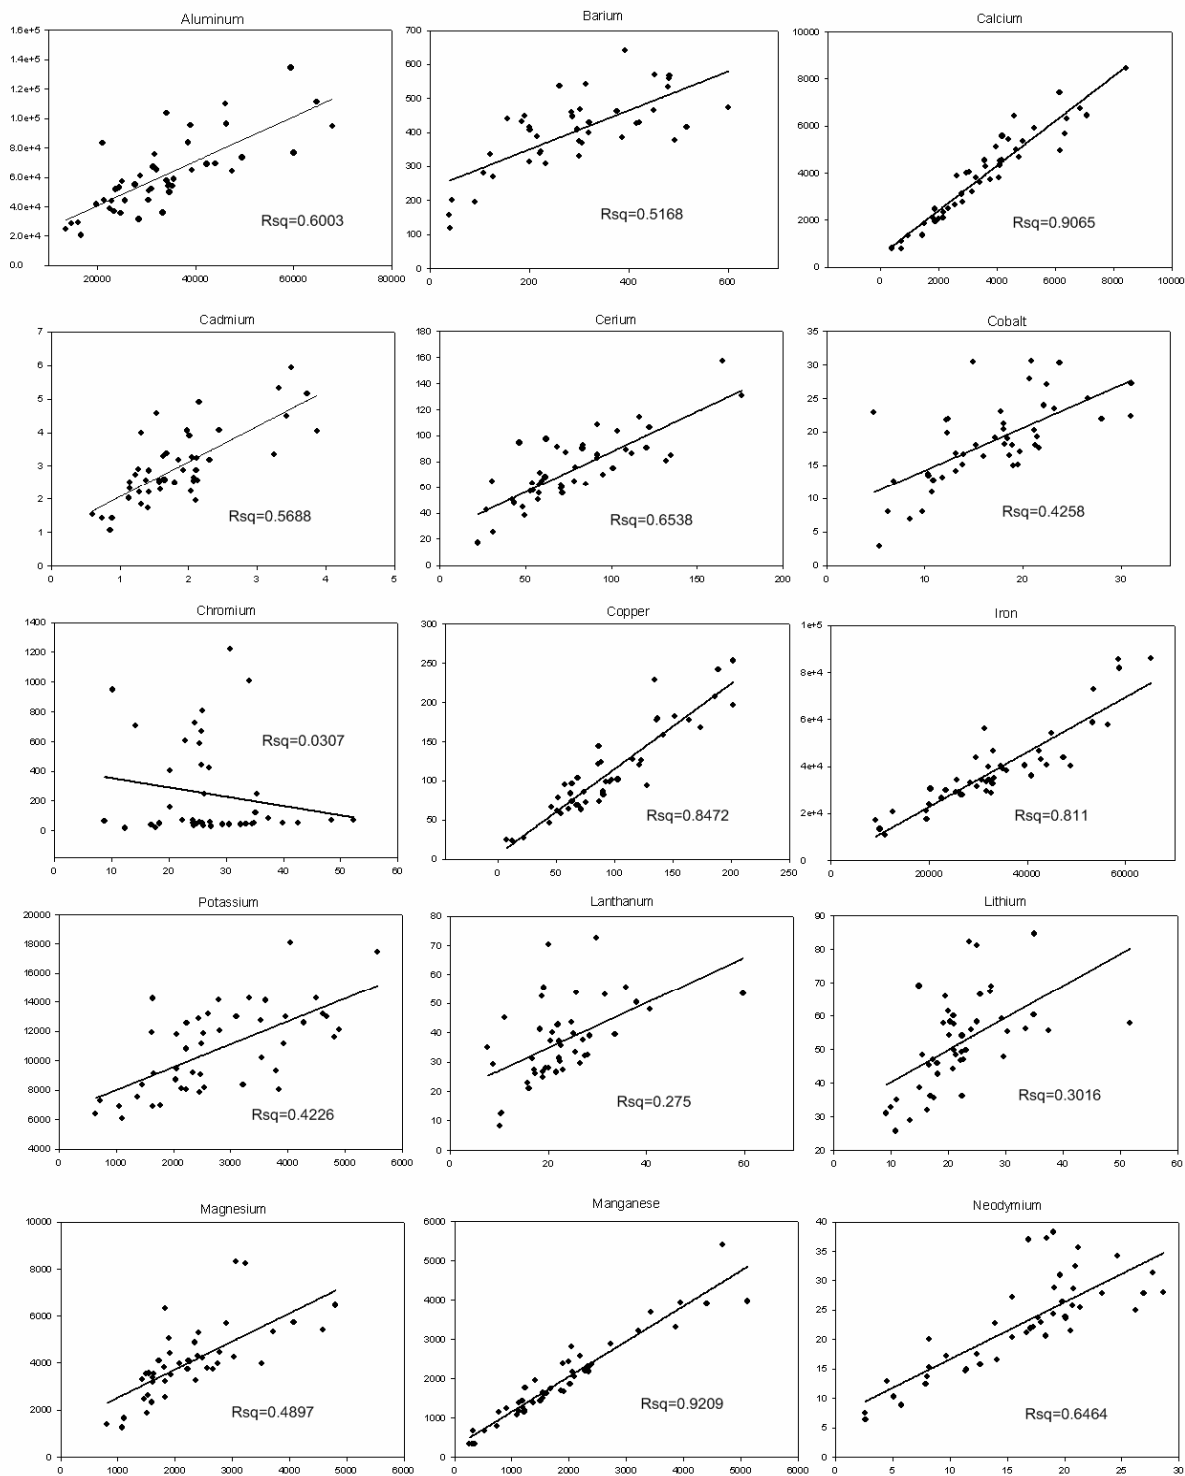 Aluminum
Barium
Calcium
1.6e+5
1.4e+5
1.2e+5
1.0e+5
8.0e+4
6.0e+4
4.0e+4
2.0e+4
0.0
20000 40000 60000 80000
Rsq=0.6003
700
600
500
400
300
200
100
0
0 200 400 600
Rsq=0.5168
10000
8000
6000
4000
2000
0
0 2000 4000 6000 8000 10000
Rsq=0.9065
Cadmium
Cerium
Cobalt
7
6
5
4
3
2
1
0
0 1 2 3 4 5
Rsq=0.5688
180
160
140
120
100
80
60
40
20
0
0 50 100 150 200
Rsq=0.6538
35
30
25
20
15
10
5
0
0 10 20 30
Rsq=0.4258
Chromium
Copper
Iron
1400
1200
1000
800
600
400
200
0
0 10 20 30 40 50 60
Rsq=0.0307
300
250
200
150
100
50
0
0 50 100 150 200 250
Rsq=0.8472
1e+5
8e+4
6e+4
4e+4
2e+4
0
0 20000 40000 60000
Rsq=0.811
Potassium
Lanthanum
Lithium
20000
18000
16000
14000
12000
10000
8000
6000
4000
0 1000 2000 3000 4000 5000 6000
Rsq=0.4226
80
70
60
50
40
30
20
10
0
0 20 40 60
Rsq=0.275
90
80
70
60
50
40
30
20
0 10 20 30 40 50 60
Rsq=0.3016
Magnesium
Manganese
Neodymium
10000
8000
6000
4000
2000
0
0 1000 2000 3000 4000 5000 6000
Rsq=0.4897
6000
5000
4000
3000
2000
1000
0
0 1000 2000 3000 4000 5000 6000
Rsq=0.9209
40
35
30
25
20
15
10
5
0
0 5 10 15 20 25 30
Rsq=0.6464